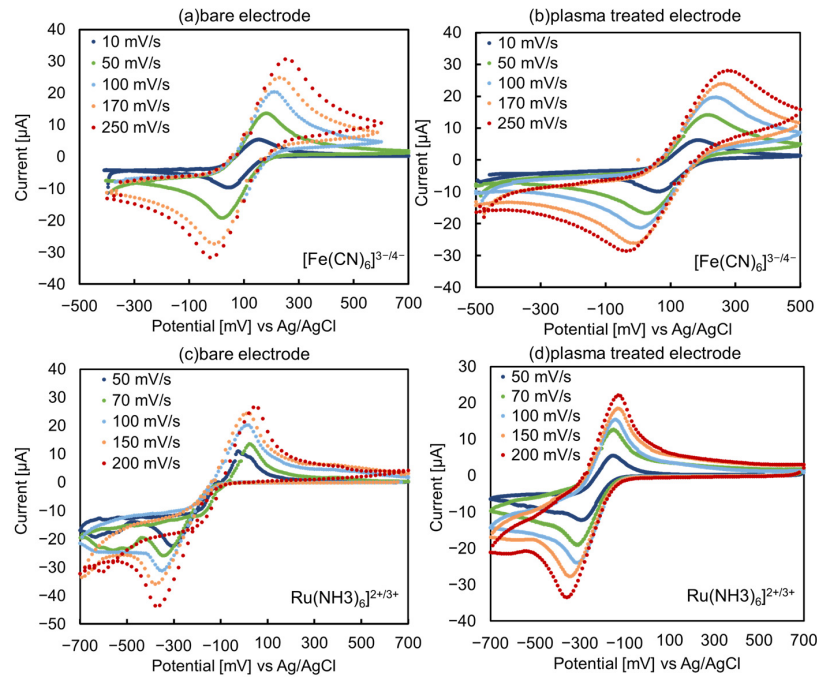 (a)bare electrode
40
30
20
10
0
−10
−20
−30
−40
Current [µA]
10 mV/s
50 mV/s
100 mV/s
170 mV/s
250 mV/s
[Fe(CN)6]3−/4−
−500 −300 −100 100 300 500 700
Potential [mV] vs Ag/AgCl
(b)plasma treated electrode
40
30
20
10
0
−10
−20
−30
−40
Current [µA]
10 mV/s
50 mV/s
100 mV/s
170 mV/s
250 mV/s
[Fe(CN)6]3−/4−
−500 −300 −100 100 300 500
Potential [mV] vs Ag/AgCl
(c)bare electrode
40
30
20
10
0
−10
−20
−30
−40
−50
Current [µA]
50 mV/s
70 mV/s
100 mV/s
150 mV/s
200 mV/s
Ru(NH3)6]2+/3+
−700 −500 −300 −100 100 300 500 700
Potential [mV] vs Ag/AgCl
(d)plasma treated electrode
30
20
10
0
−10
−20
−30
−40
Current [µA]
50 mV/s
70 mV/s
100 mV/s
150 mV/s
200 mV/s
Ru(NH3)6]2+/3+
−700 −500 −300 −100 100 300 500 700
Potential [mV] vs Ag/AgCl